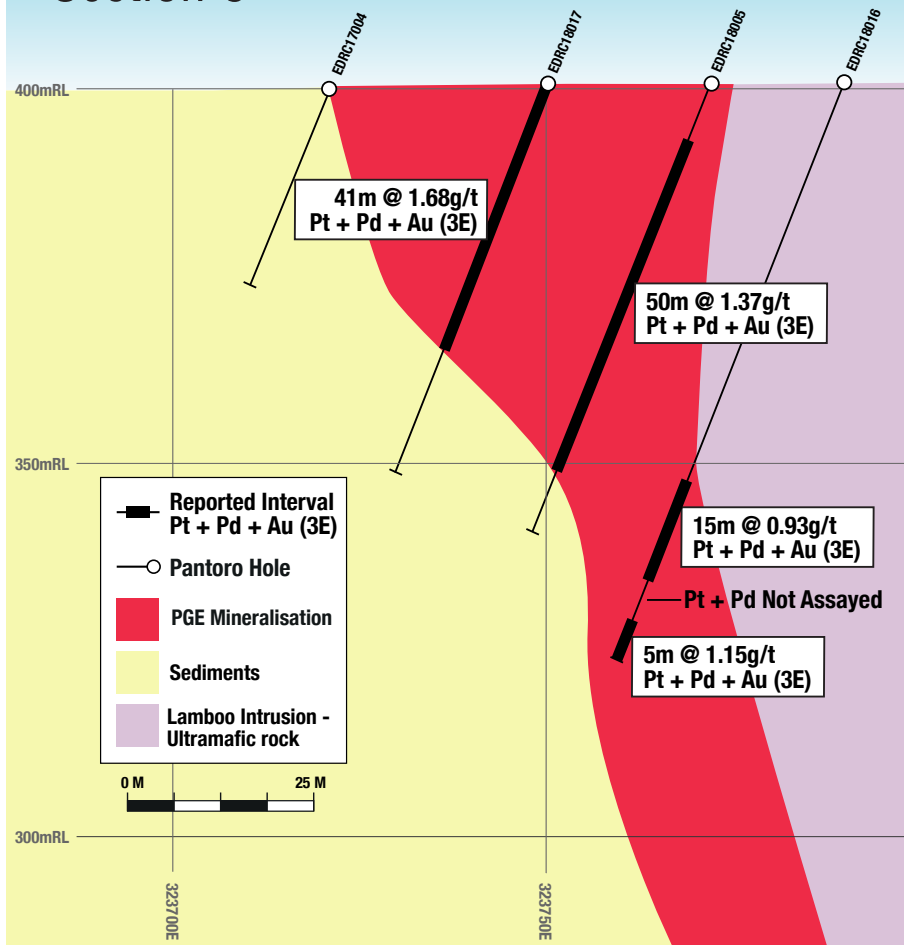 EDRC17004
EDRC18017
EDRC18005
EDRC18016
400mRL
41m @ 1.68g/t
Pt + Pd + Au (3E)
50m @ 1.37g/t
Pt + Pd + Au (3E)
350mRL
Reported Interval
Pt + Pd + Au (3E)
Pantoro Hole
PGE Mineralisation
Sediments
Lamboo Intrusion -
Ultramafic rock
15m @ 0.93g/t
Pt + Pd + Au (3E)
Pt + Pd Not Assayed
5m @ 1.15g/t
Pt + Pd + Au (3E)
0 M 25 M
300mRL
323700E
323750E